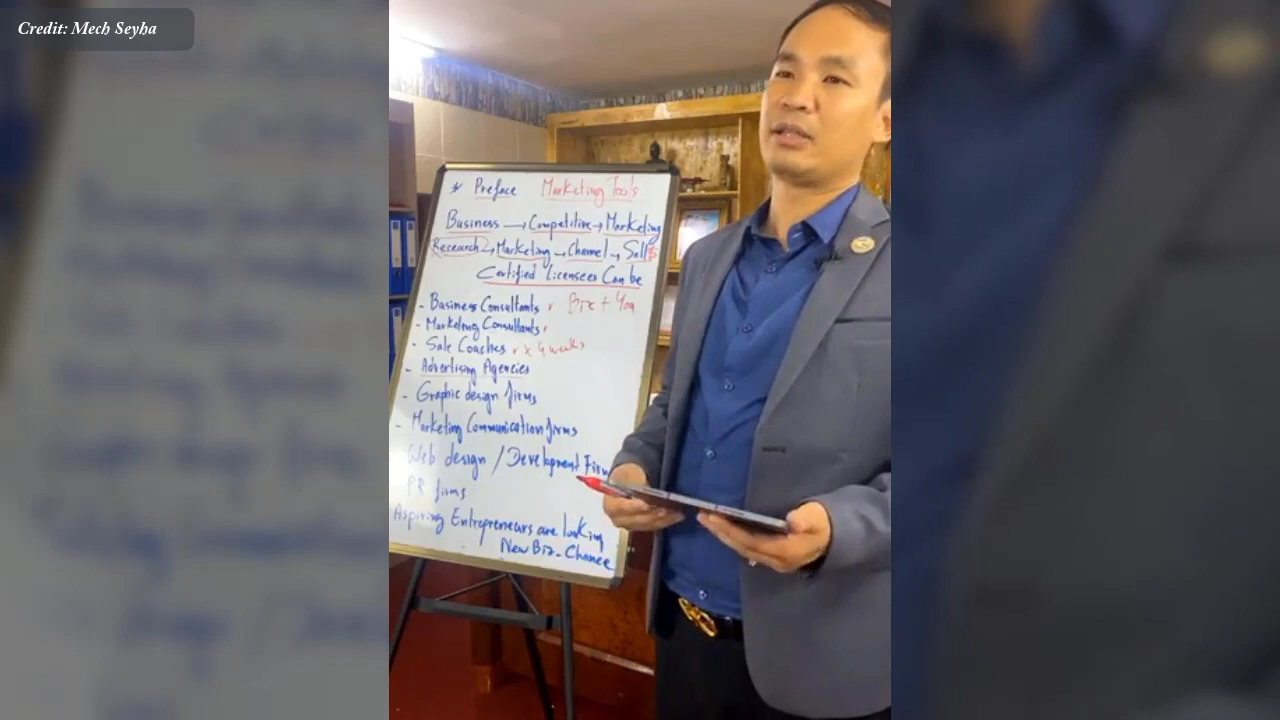 Credit: Mech Seyha
* Preface Marketing Tools
Business → Competitive → Marketing
Research → Marketing → Channel → Sell $
Certified Licensees Can be
- Business Consultants ✓ Biz + You
- Marketing Consultants ✓
- Sale Coaches ✓ x 4 weeks
- Advertising Agencies
- Graphic design firms
- Marketing Communication firms
Web design / Development Firm
PR firms
Aspiring Entrepreneurs are looking
New Biz-Chance